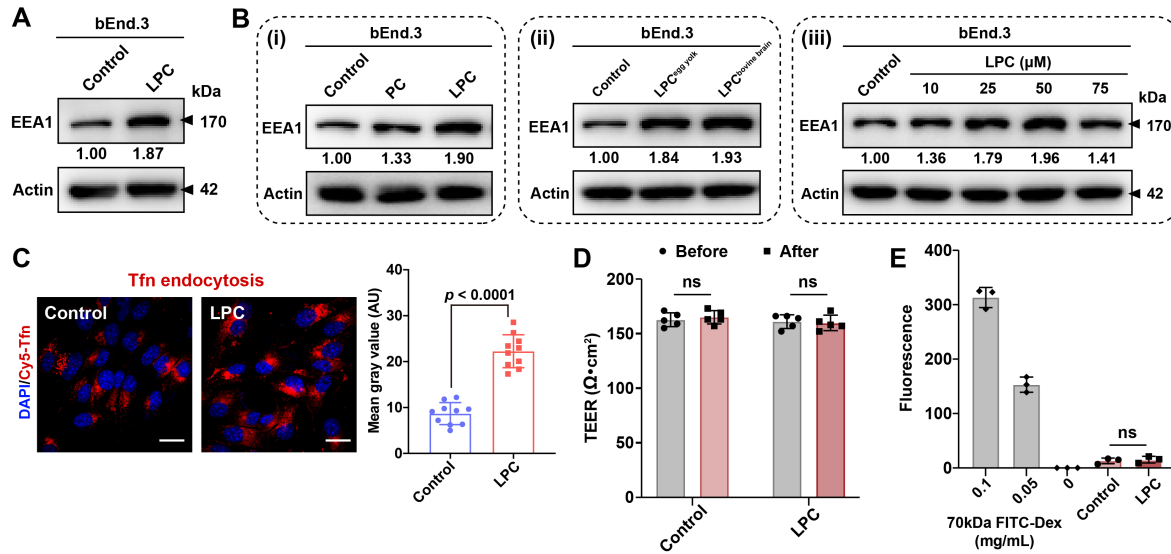 A
bEnd.3
Control
LPC
kDa
EEA1
170
1.00 1.87
Actin
42
B
(i)
bEnd.3
Control
PC
LPC
EEA1
1.00 1.33 1.90
Actin
(ii)
bEnd.3
Control
LPCegg yolk
LPCbovine brain
EEA1
1.00 1.84 1.93
Actin
(iii)
bEnd.3
Control
LPC (μM)
10 25 50 75
kDa
EEA1
170
1.00 1.36 1.79 1.96 1.41
Actin
42
C
Tfn endocytosis
DAPI/Cy5-Tfn
Control
LPC
Mean gray value (AU)
40
30
20
10
0
p < 0.0001
Control
LPC
D
Before
After
TEER (Ω•cm²)
200
150
100
50
0
ns
ns
Control
LPC
E
Fluorescence
400
300
200
100
0
ns
0.1
0.05
0
Control
LPC
70kDa FITC-Dex
(mg/mL)